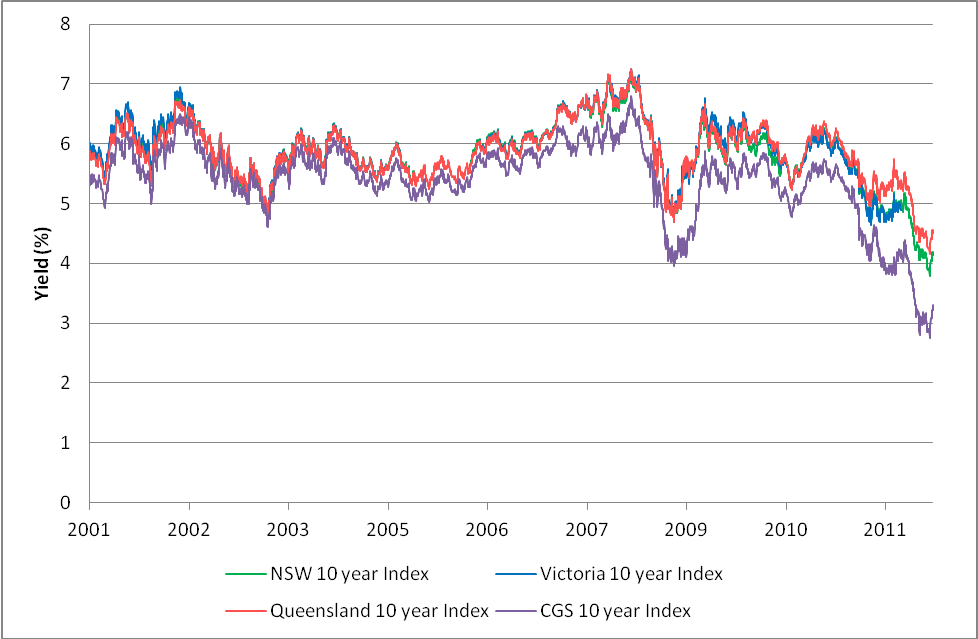 8
7
6
5
4
3
2
1
0
Yield (%)
2001 2002 2003 2005 2006 2007 2009 2010 2011
NSW 10 year Index Victoria 10 year Index
Queensland 10 year Index CGS 10 year Index